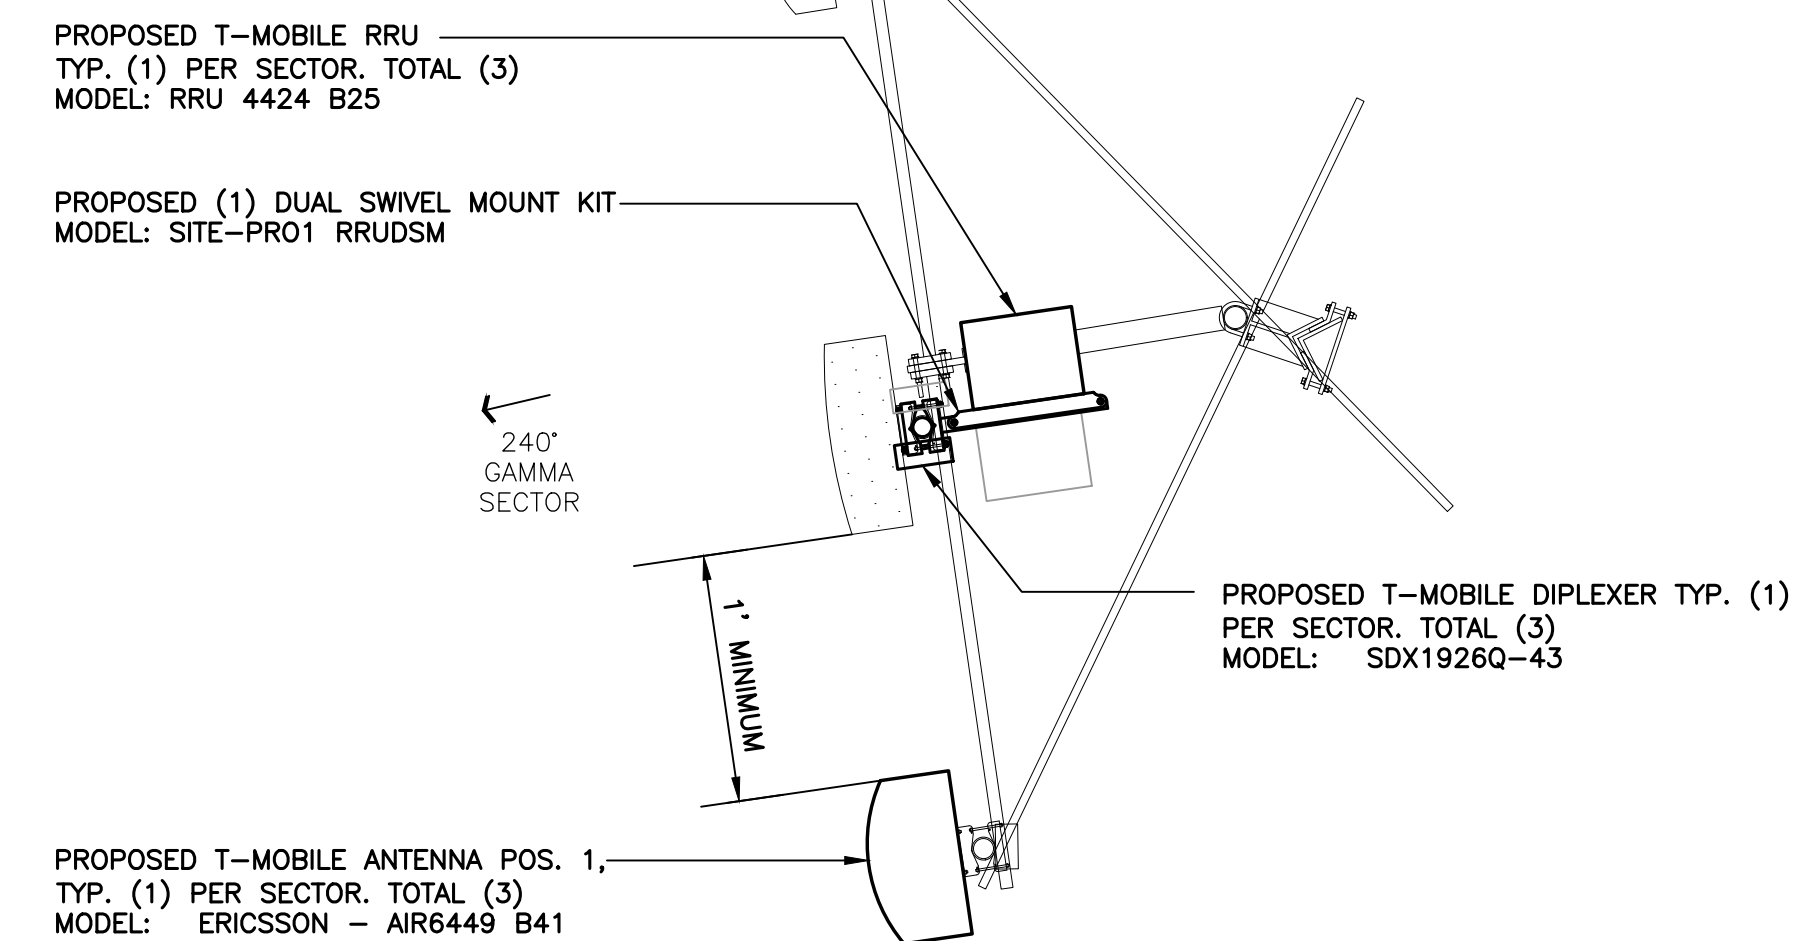 PROPOSED T-MOBILE RRU
TYP. (1) PER SECTOR. TOTAL (3)
MODEL: RRU 4424 B25
PROPOSED (1) DUAL SWIVEL MOUNT KIT
MODEL: SITE-PRO1 RRUDSM
240°
GAMMA
SECTOR
1' MINIMUM
PROPOSED T-MOBILE DIPLEXER TYP. (1)
PER SECTOR. TOTAL (3)
MODEL: SDX1926Q-43
PROPOSED T-MOBILE ANTENNA POS. 1,
TYP. (1) PER SECTOR. TOTAL (3)
MODEL: ERICSSON - AIR6449 B41